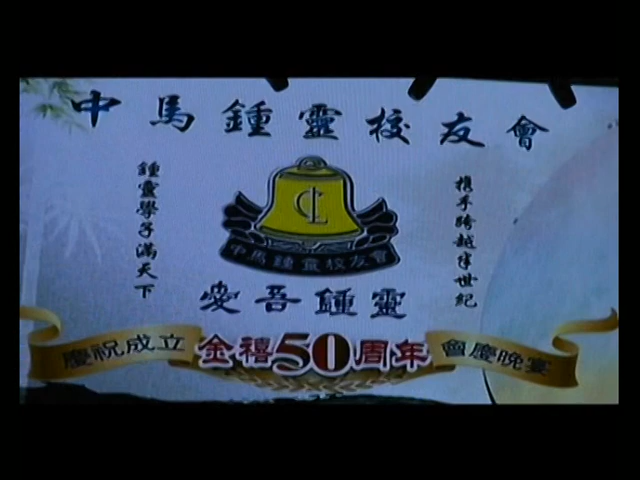 中馬鍾靈校友會
鍾靈學子滿天下
攜手跨越半世紀
CL
中馬鍾靈校友會
愛吾鍾靈
慶祝成立 金禧50周年 會慶晚宴